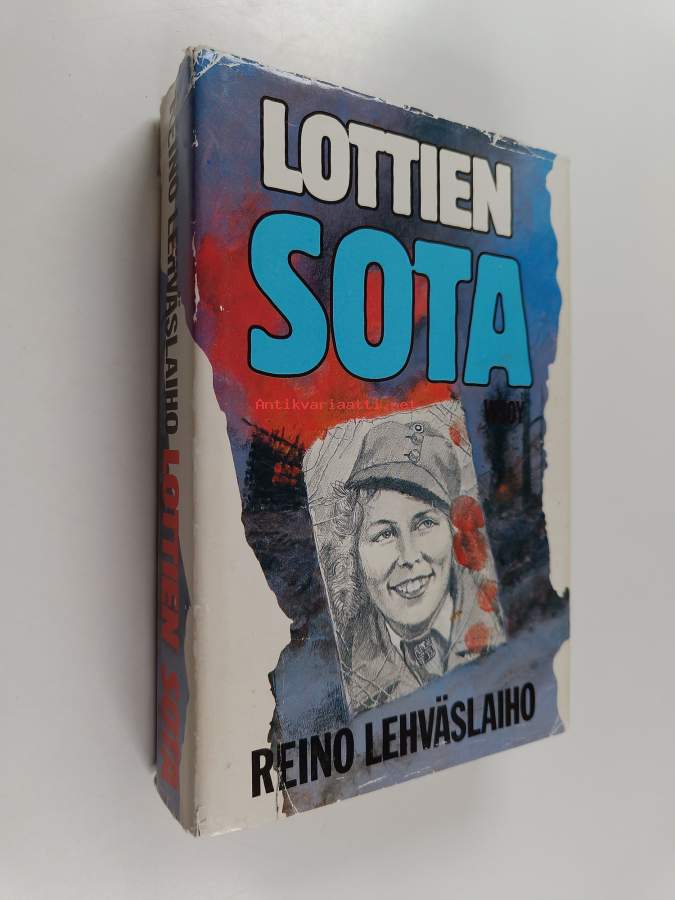 LOTTIEN
SOTA
Antikvariaatti.net
WSOY
REINO LEHVÄSLAIHO
REINO LEHVÄSLAIHO LOTTIEN SOTA